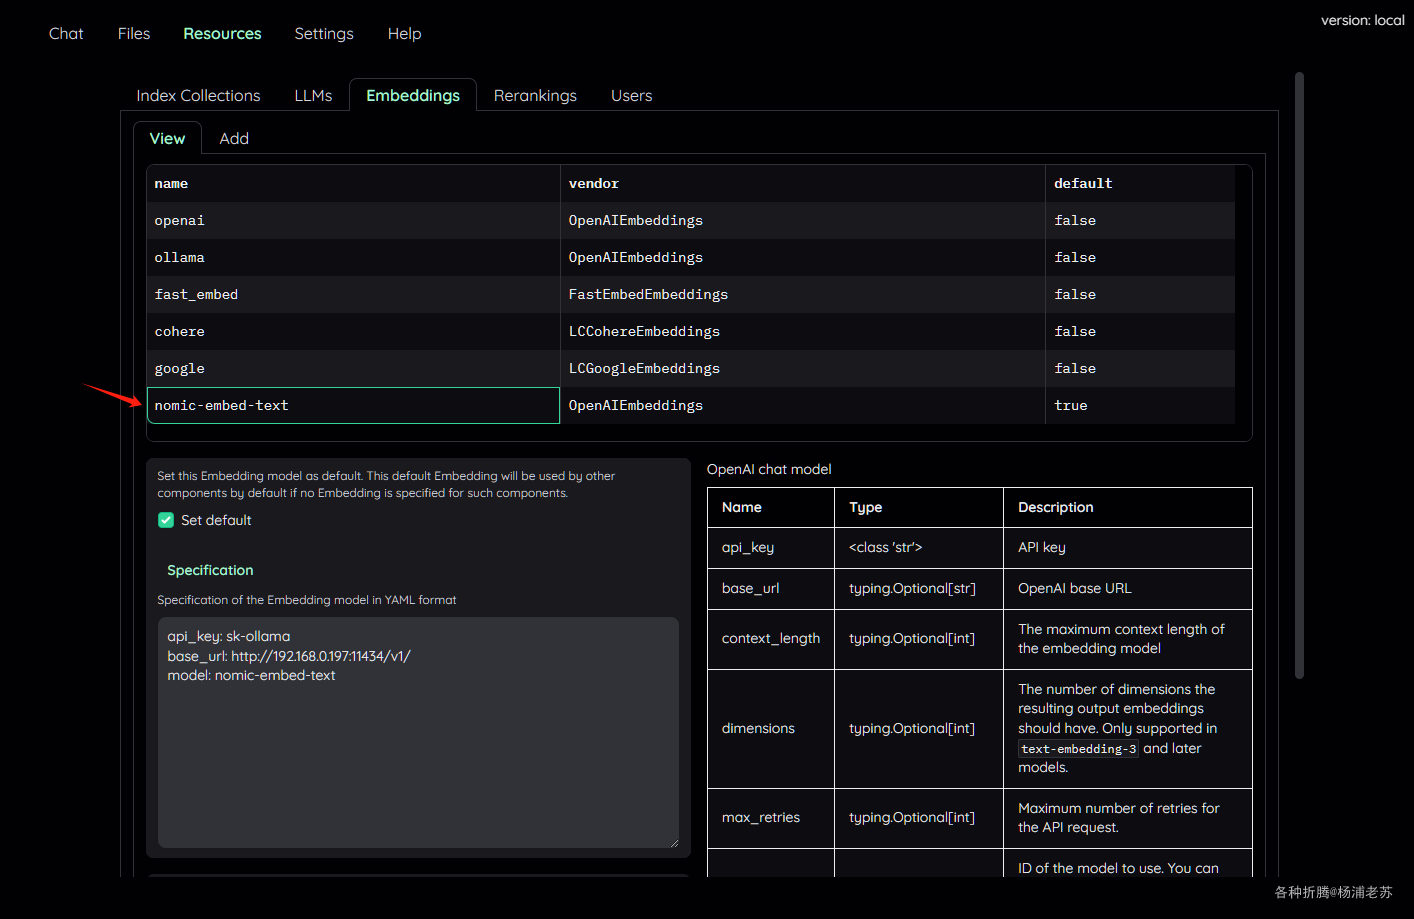 Chat Files Resources Settings Help
version: local
Index Collections LLMs Embeddings Rerankings Users
View Add
name vendor default
openai OpenAIEmbeddings false
ollama OpenAIEmbeddings false
fast_embed FastEmbedEmbeddings false
cohere LCCohereEmbeddings false
google LCGoogleEmbeddings false
nomic-embed-text OpenAIEmbeddings true
Set this Embedding model as default. This default Embedding will be used by other
components by default if no Embedding is specified for such components.
Set default
Specification
Specification of the Embedding model in YAML format
api_key: sk-ollama
base_url: http://192.168.0.197:11434/v1/
model: nomic-embed-text
OpenAI chat model
Name Type Description
api_key <class 'str'> API key
base_url typing.Optional[str] OpenAI base URL
context_length typing.Optional[int] The maximum context length of
the embedding model
dimensions typing.Optional[int] The number of dimensions the
resulting output embeddings
should have. Only supported in
text-embedding-3 and later
models.
max_retries typing.Optional[int] Maximum number of retries for
the API request.
ID of the model to use. You can
各种折腾@杨浦老苏